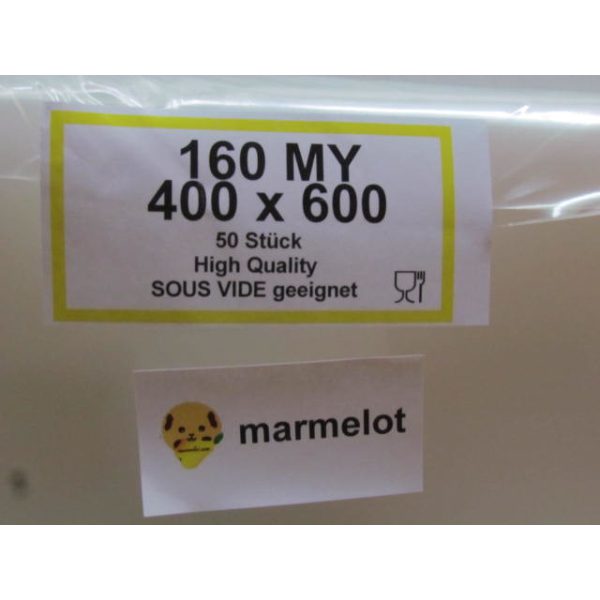 160 MY
400 x 600
50 Stück
High Quality
SOUS VIDE geeignet
marmelot